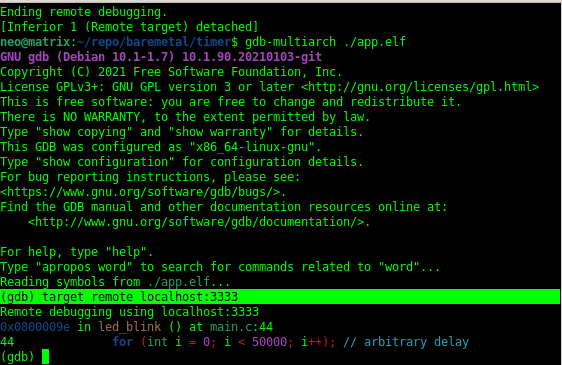 Ending remote debugging.
[Inferior 1 (Remote target) detached]
neo@matrix:~/repo/baremetal/timer$ gdb-multiarch ./app.elf
GNU gdb (Debian 10.1-1.7) 10.1.90.20210103-git
Copyright (C) 2021 Free Software Foundation, Inc.
License GPLv3+: GNU GPL version 3 or later <http://gnu.org/licenses/gpl.html>
This is free software: you are free to change and redistribute it.
There is NO WARRANTY, to the extent permitted by law.
Type "show copying" and "show warranty" for details.
This GDB was configured as "x86_64-linux-gnu".
Type "show configuration" for configuration details.
For bug reporting instructions, please see:
<https://www.gnu.org/software/gdb/bugs/>.
Find the GDB manual and other documentation resources online at:
    <http://www.gnu.org/software/gdb/documentation/>.

For help, type "help".
Type "apropos word" to search for commands related to "word"...
Reading symbols from ./app.elf...
(gdb) target remote localhost:3333
Remote debugging using localhost:3333
0x0800009e in led_blink () at main.c:44
44              for (int i = 0; i < 50000; i++); // arbitrary delay
(gdb)